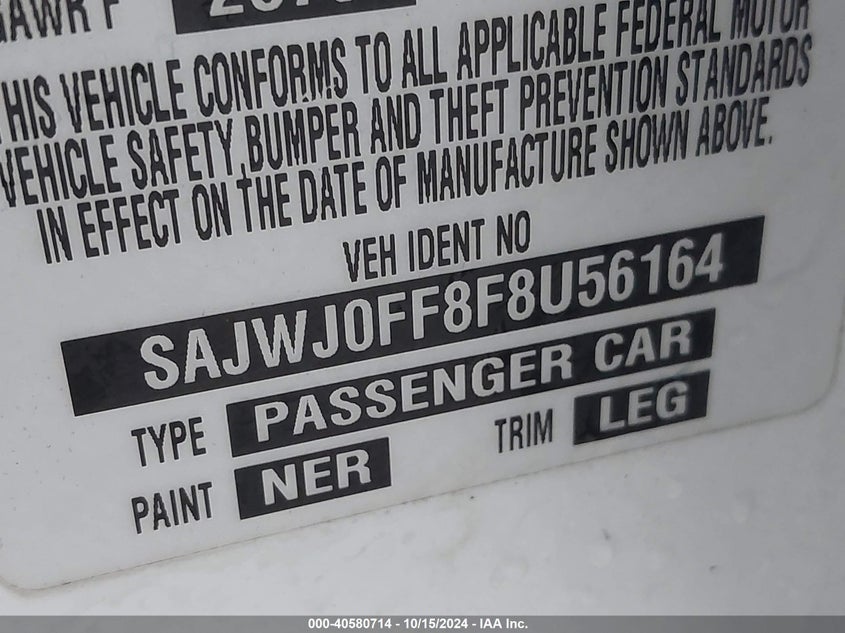 GAWR F
THIS VEHICLE CONFORMS TO ALL APPLICABLE FEDERAL MOTOR
VEHICLE SAFETY, BUMPER AND THEFT PREVENTION STANDARDS
IN EFFECT ON THE DATE OF MANUFACTURE SHOWN ABOVE.
VEH IDENT NO
SAJWJ0FF8F8U56164
TYPE PASSENGER CAR
PAINT NER TRIM LEG
000-40580714 - 10/15/2024 - IAA Inc.